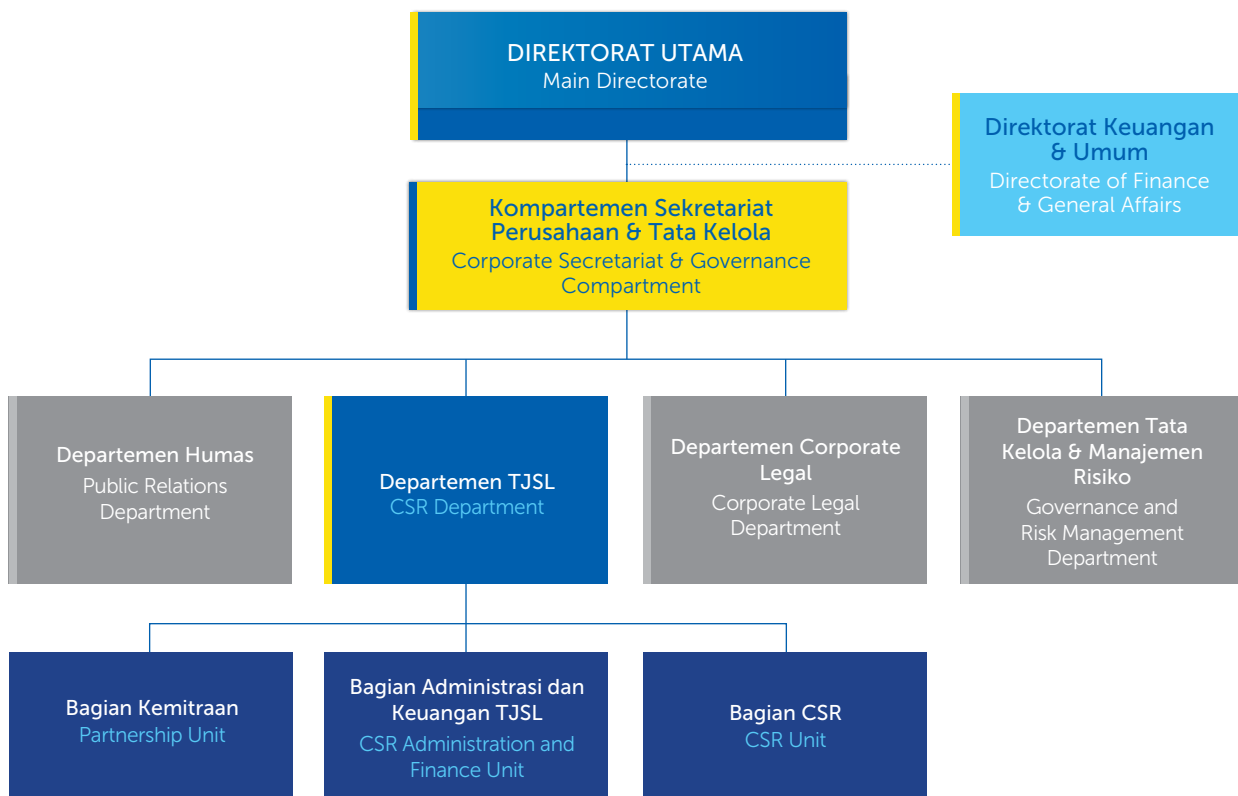 DIREKTORAT UTAMA
Main Directorate
Direktorat Keuangan
& Umum
Directorate of Finance
& General Affairs
Kompartemen Sekretariat
Perusahaan & Tata Kelola
Corporate Secretariat & Governance
Compartment
Departemen Humas
Public Relations
Department
Departemen TJSL
CSR Department
Departemen Corporate
Legal
Corporate Legal
Department
Departemen Tata
Kelola & Manajemen
Risiko
Governance and
Risk Management
Department
Bagian Kemitraan
Partnership Unit
Bagian Administrasi dan
Keuangan TJSL
CSR Administration and
Finance Unit
Bagian CSR
CSR Unit